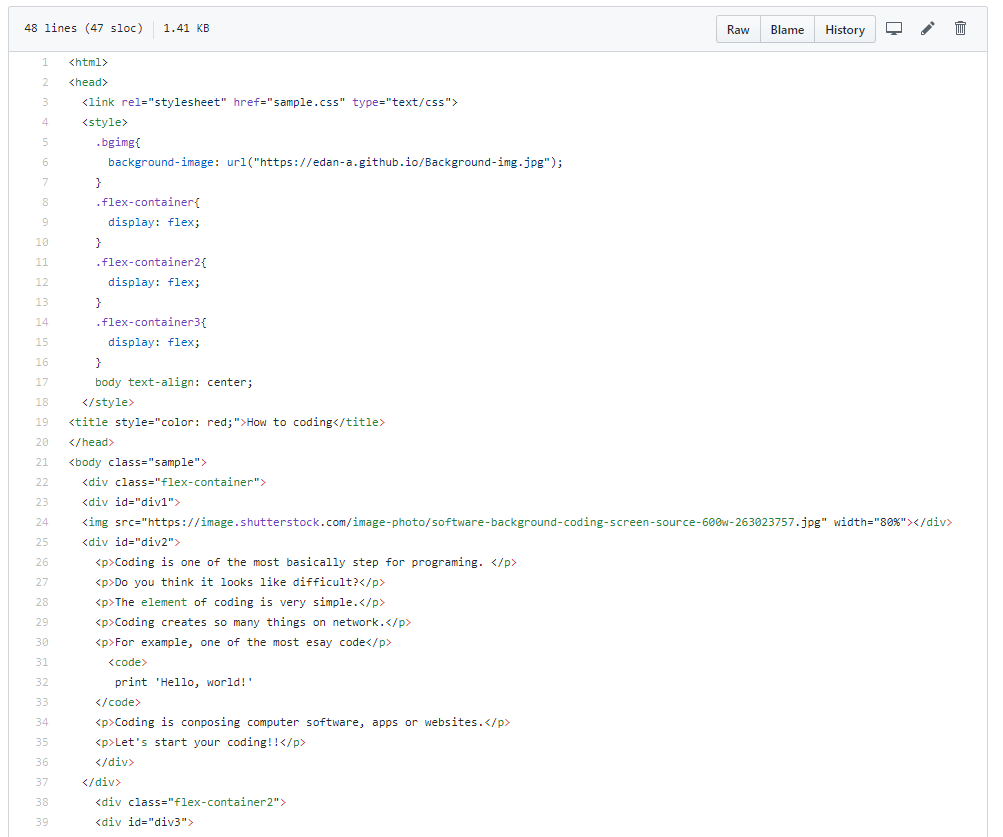 48 lines (47 sloc) 1.41 KB Raw Blame History
1 <html>
2 <head>
3 <link rel="stylesheet" href="sample.css" type="text/css">
4 <style>
5 .bgimg{
6 background-image: url("https://edan-a.github.io/Background-img.jpg");
7 }
8 .flex-container{
9 display: flex;
10 }
11 .flex-container2{
12 display: flex;
13 }
14 .flex-container3{
15 display: flex;
16 }
17 body text-align: center;
18 </style>
19 <title style="color: red;">How to coding</title>
20 </head>
21 <body class="sample">
22 <div class="flex-container">
23 <div id="div1">
24 <img src="https://image.shutterstock.com/image-photo/software-background-coding-screen-source-600w-263023757.jpg" width="80%"></div>
25 <div id="div2">
26 <p>Coding is one of the most basically step for programing. </p>
27 <p>Do you think it looks like difficult?</p>
28 <p>The element of coding is very simple.</p>
29 <p>Coding creates so many things on network.</p>
30 <p>For example, one of the most esay code</p>
31 <code>
32 print 'Hello, world!'
33 </code>
34 <p>Coding is conposing computer software, apps or websites.</p>
35 <p>Let's start your coding!!</p>
36 </div>
37 </div>
38 <div class="flex-container2">
39 <div id="div3">